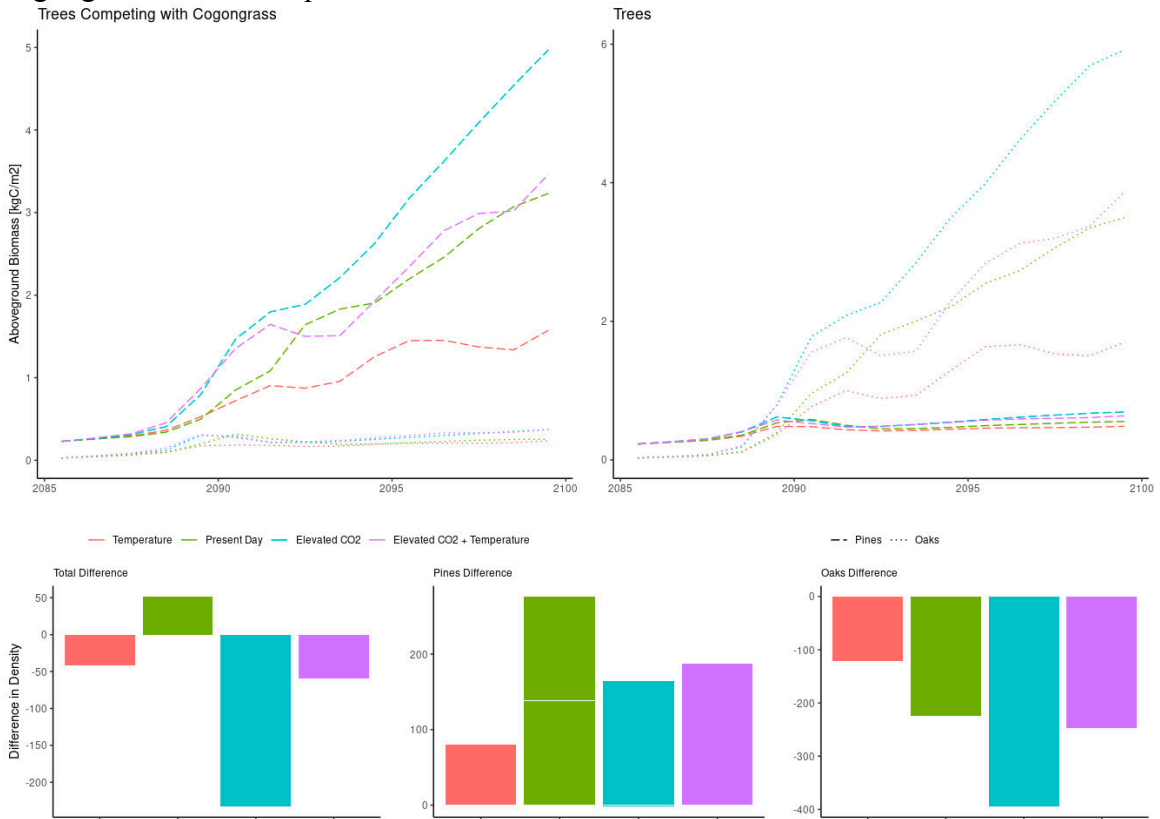 Trees Competing with Cogongrass
Trees
Aboveground Biomass [kgC/m2]
5
4
3
2
1
0
2085
2090
2095
2100
6
4
2
0
2085
2090
2095
2100
Temperature
Present Day
Elevated CO2
Elevated CO2 + Temperature
Pines
Oaks
Total Difference
Pines Difference
Oaks Difference
Difference in Density
50
0
-50
-100
-150
-200
200
100
0
0
-100
-200
-300
-400